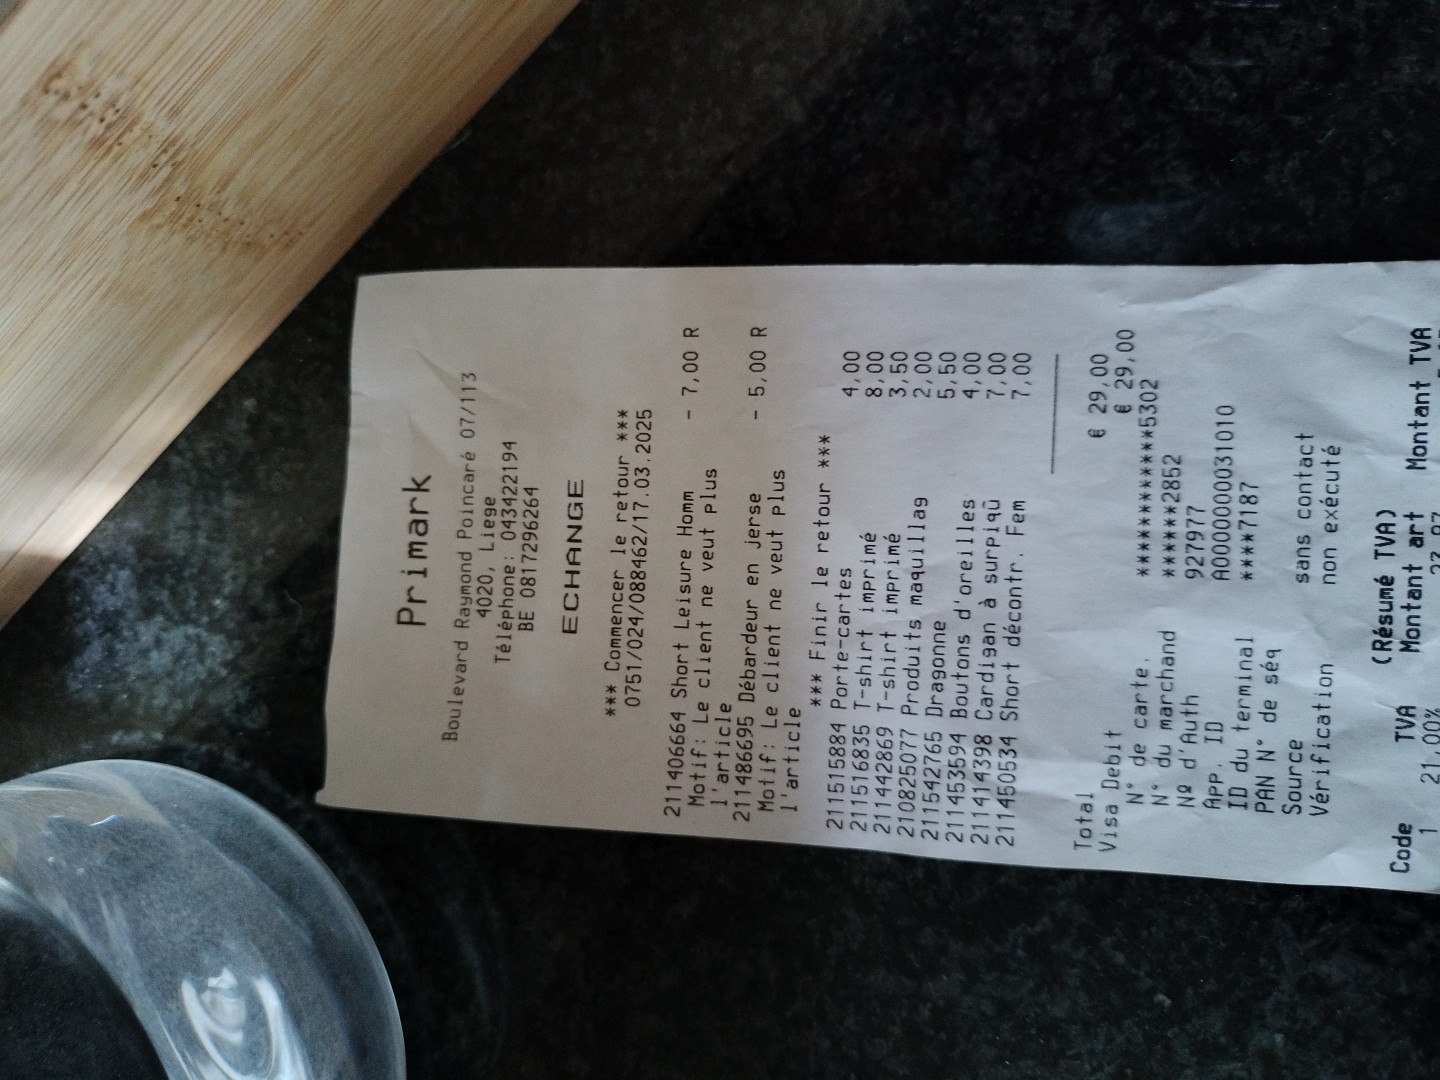 Primark
Boulevard Raymond Poincaré 07/113
4020, Liege
Téléphone: 043422194
BE 0817296264
ECHANGE
*** Commencer le retour ***
0751/024/0884462/17.03.2025
211406664 Short Leisure Homm - 7,00 R
Motif: Le client ne veut plus
l'article
211486695 Débardeur en jerse - 5,00 R
Motif: Le client ne veut plus
l'article
*** Finir le retour ***
211515884 Porte-cartes 4,00
211516835 T-shirt imprimé 8,00
211442869 T-shirt imprimé 3,50
210825077 Produits maquillag 2,00
211542765 Dragonne 5,50
211453594 Boutons d'oreilles 4,00
211414398 Cardigan à surpiqû 7,00
211450534 Short décontr. Fem 7,00
Total € 29,00
Visa Debit € 29,00
N° de carte. ************5302
N° du marchand ******2852
Nº d'Auth 927977
App. ID A0000000031010
ID du terminal ****7187
PAN N° de séq
Source sans contact
Vérification non exécuté
(Résumé TVA)
Code TVA Montant art Montant TVA
1 21,00%